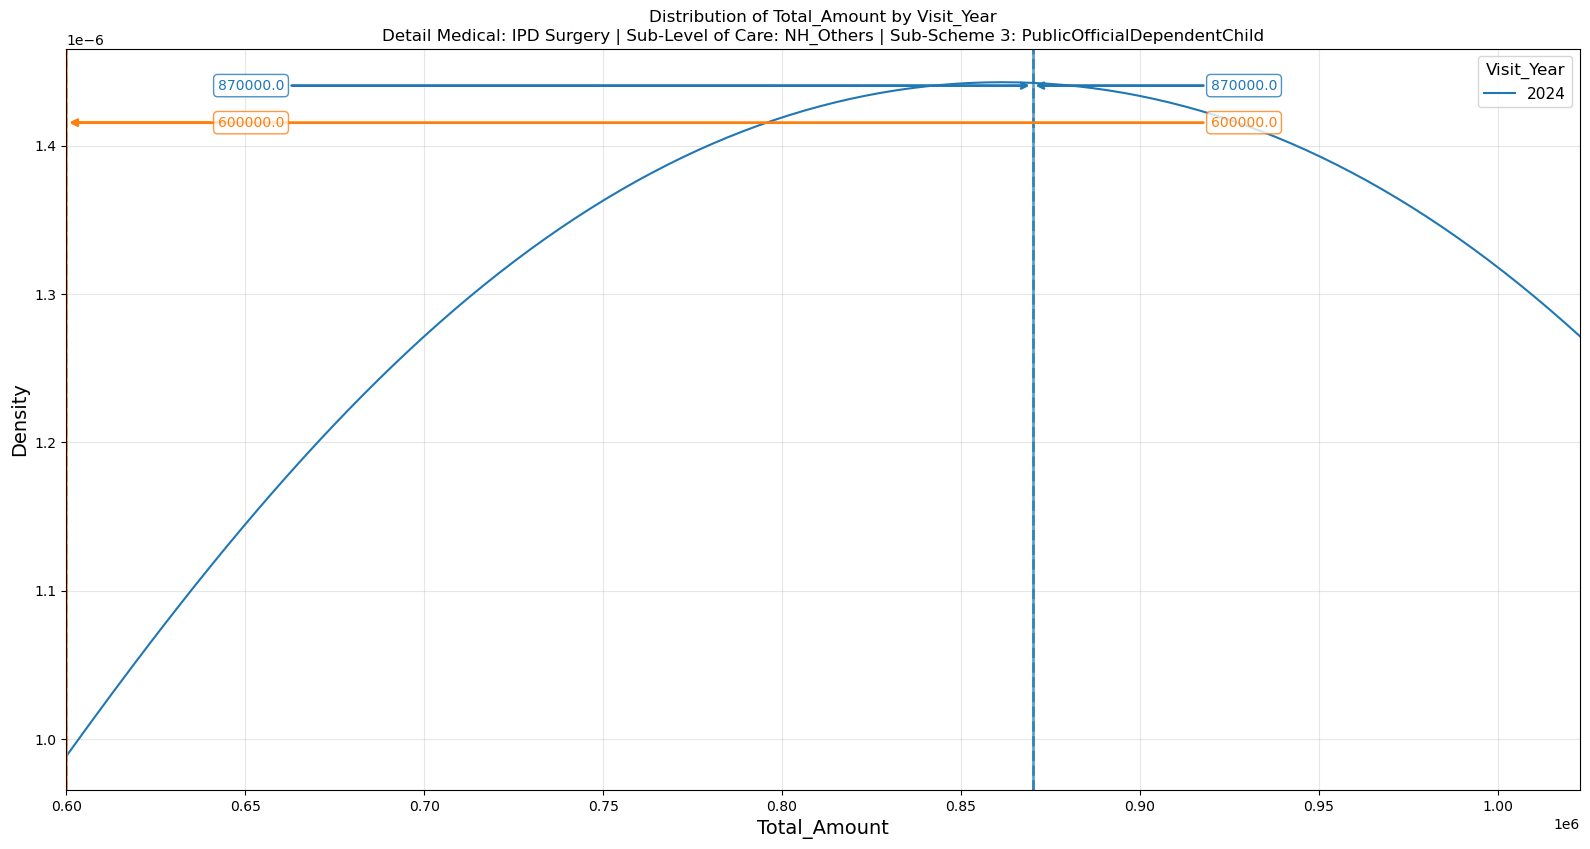 Distribution of Total_Amount by Visit_Year
Detail Medical: IPD Surgery | Sub-Level of Care: NH_Others | Sub-Scheme 3: PublicOfficialDependentChild
1e−6
870000.0
870000.0
600000.0
600000.0
Visit_Year
2024
1.4
1.3
1.2
1.1
1.0
Density
0.60
0.65
0.70
0.75
0.80
0.85
0.90
0.95
1.00
1e6
Total_Amount